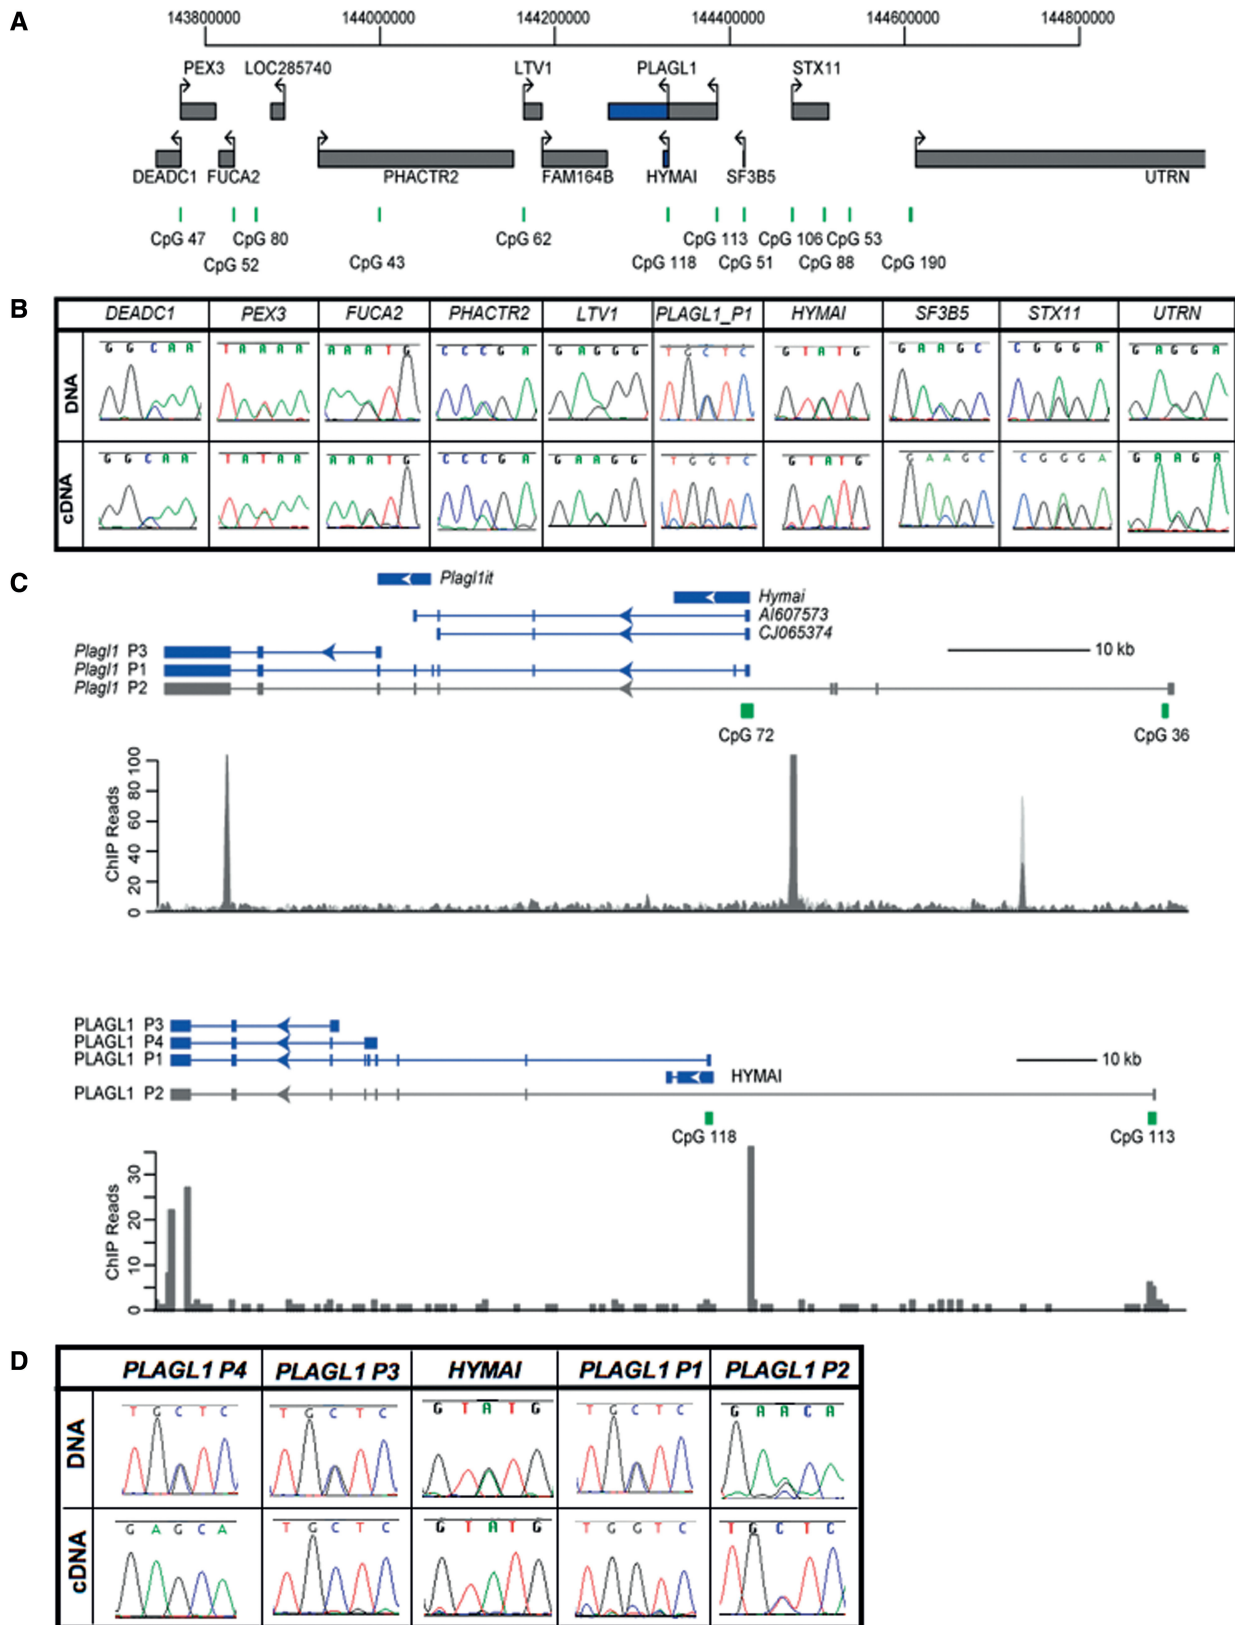 A
143800000 144000000 144200000 144400000 144600000 144800000
PEX3 LOC285740 LTV1 PLAGL1 STX11
DEADC1 FUCA2 PHACTR2 FAM164B HYMAI SF3B5 UTRN
CpG 47 CpG 80 CpG 62 CpG 113 CpG 106 CpG 53
CpG 52 CpG 43 CpG 118 CpG 51 CpG 88 CpG 190
B
DEADC1 PEX3 FUCA2 PHACTR2 LTV1 PLAGL1_P1 HYMAI SF3B5 STX11 UTRN
DNA
G G C A A T A A A A A A A T G C C C G A G A G G G T G C T C G T A T G G A A G C C G G G A G A G G A
cDNA
G G C A A T A T A A A A A T G C C C G A G A A G G T G G T C G T A T G G A A G C C G G G A G A A G A
C
Plagl1it
Hymai
AI607573
CJ065374
Plagl1 P3
10 kb
Plagl1 P1
Plagl1 P2
CpG 72 CpG 36
ChIP Reads
100
80
60
40
20
0
PLAGL1 P3
PLAGL1 P4
PLAGL1 P1
10 kb
HYMAI
PLAGL1 P2
CpG 118 CpG 113
ChIP Reads
30
20
10
0
D
PLAGL1 P4 PLAGL1 P3 HYMAI PLAGL1 P1 PLAGL1 P2
DNA
T G C T C T G C T C G T A T G T G C T C G A A C A
cDNA
G A G C A T G C T C G T A T G T G G T C T G C T C